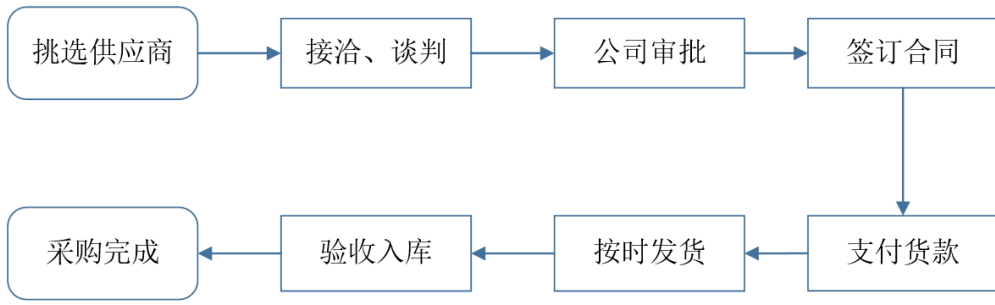 挑选供应商
接洽、谈判
公司审批
签订合同
支付货款
按时发货
验收入库
采购完成